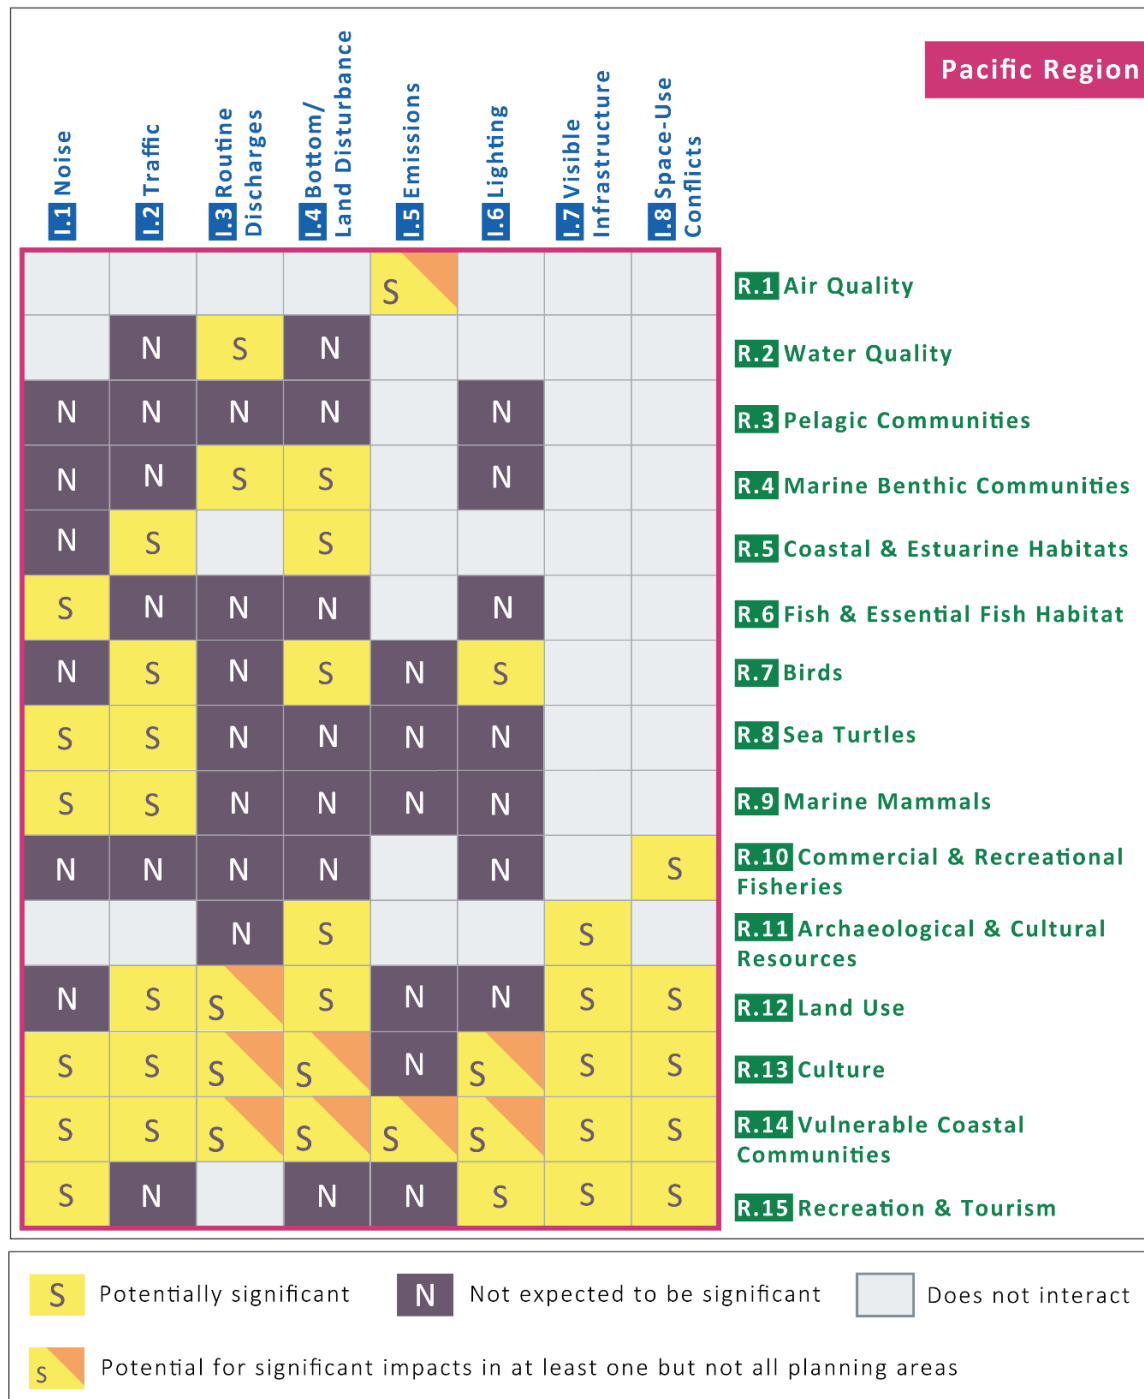 Pacific Region
I.1 Noise
I.2 Traffic
I.3 Routine
Discharges
I.4 Bottom/
Land Disturbance
I.5 Emissions
I.6 Lighting
I.7 Visible
Infrastructure
I.8 Space-Use
Conflicts
S
R.1 Air Quality
N S N
R.2 Water Quality
N N N N N
R.3 Pelagic Communities
N N S S N
R.4 Marine Benthic Communities
N S S
R.5 Coastal & Estuarine Habitats
S N N N N
R.6 Fish & Essential Fish Habitat
N S N S N S
R.7 Birds
S S N N N N
R.8 Sea Turtles
S S N N N N
R.9 Marine Mammals
N N N N N S
R.10 Commercial & Recreational
Fisheries
N S S
R.11 Archaeological & Cultural
Resources
N S S S N N S S
R.12 Land Use
S S S S N S S S
R.13 Culture
S S S S S S S S
R.14 Vulnerable Coastal
Communities
S N N N S S S
R.15 Recreation & Tourism
S Potentially significant
N Not expected to be significant
Does not interact
S Potential for significant impacts in at least one but not all planning areas